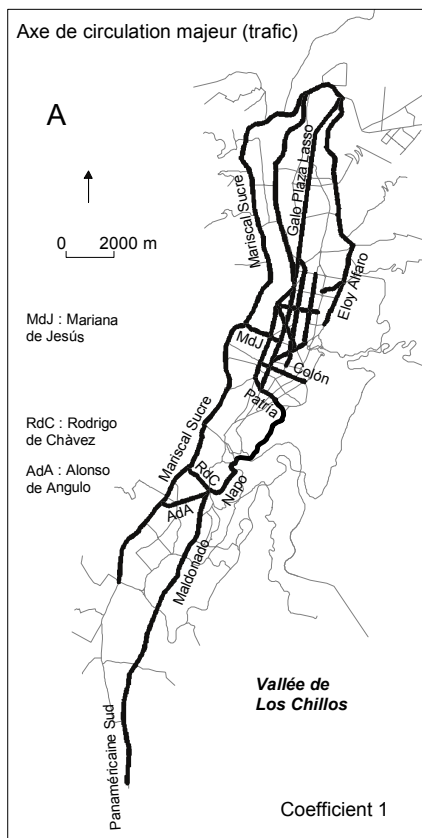 Axe de circulation majeur (trafic)
A
Mariscal Sucre
Galo Plaza Lasso
0 2000 m
Eloy Alfaro
MdJ : Mariana
de Jesús
MdJ
Colón
Patria
Mariscal Sucre
RdC : Rodrigo
de Chàvez
RdC
AdA : Alonso
de Angulo
Napo
AdA
Maldonado
Vallée de
Los Chillos
Panaméricaine Sud
Coefficient 1